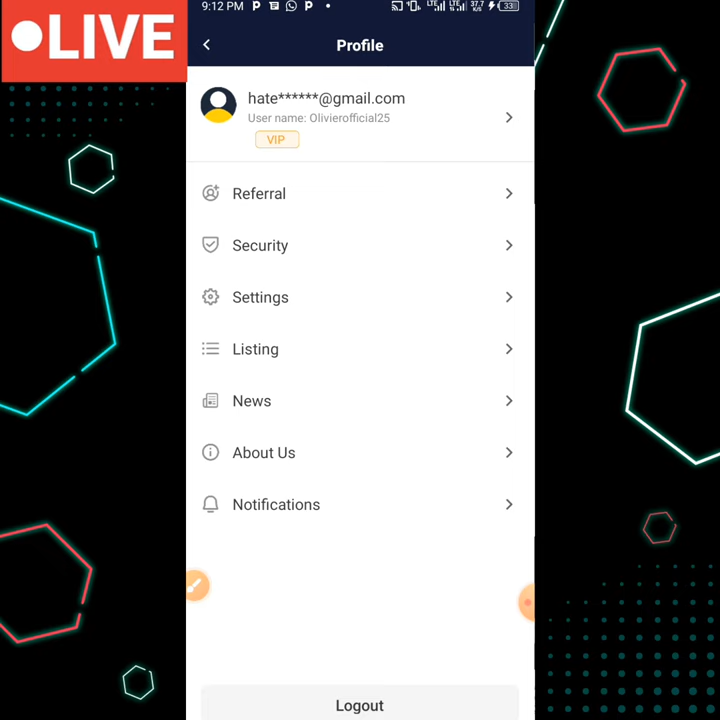 LIVE
9:12 PM
33
Profile
hate******@gmail.com
User name: Olivierofficial25
VIP
Referral
Security
Settings
Listing
News
About Us
Notifications
Logout